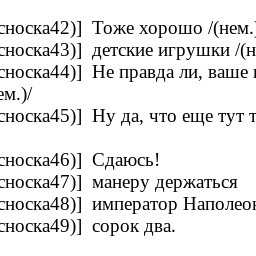 сноска42)] Тоже хорошо /(нем.)
сноска43)] детские игрушки /(н
сноска44)] Не правда ли, ваше
ем.)/
сноска45)] Ну да, что еще тут т
сноска46)] Сдаюсь!
сноска47)] манеру держаться
сноска48)] император Наполеон
сноска49)] сорок два.